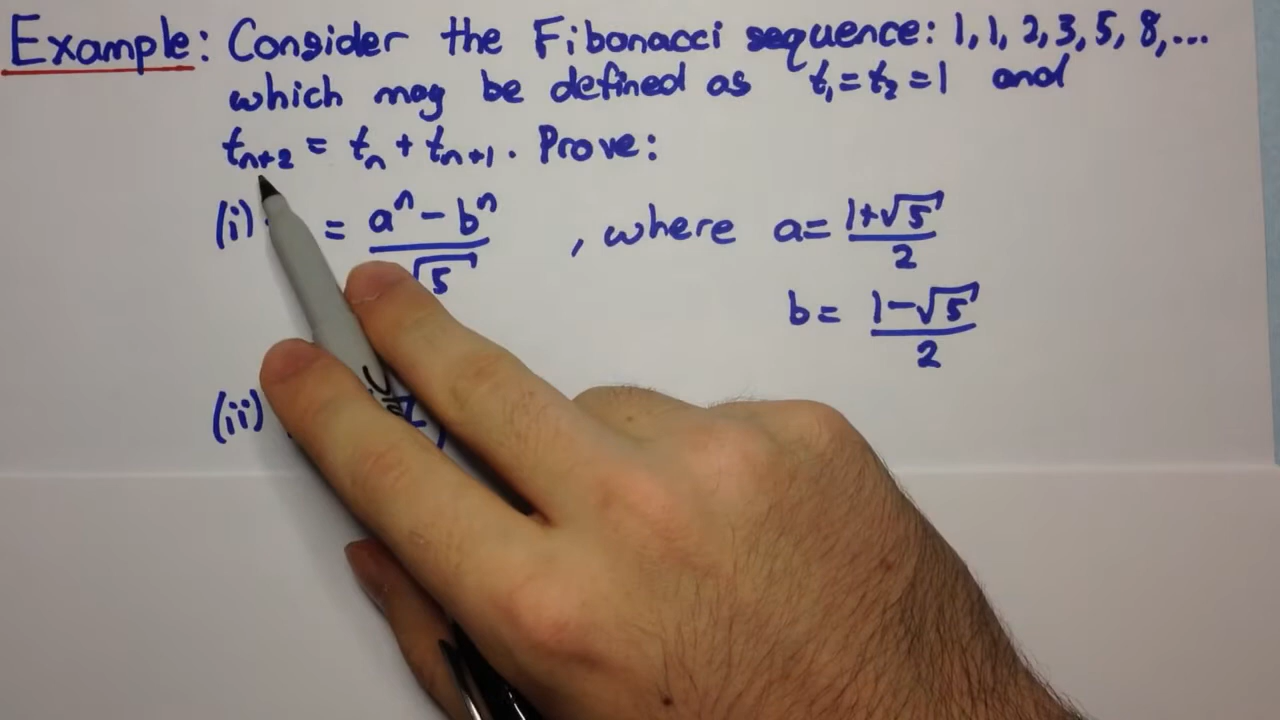 Example: Consider the Fibonacci sequence: 1, 1, 2, 3, 5, 8, ...
which may be defined as t₁ = t₂ = 1 and
tₙ₊₂ = tₙ + tₙ₊₁. Prove:
(i) = aⁿ - bⁿ / √5 , where a = 1+√5 / 2
b = 1-√5 / 2
(ii)